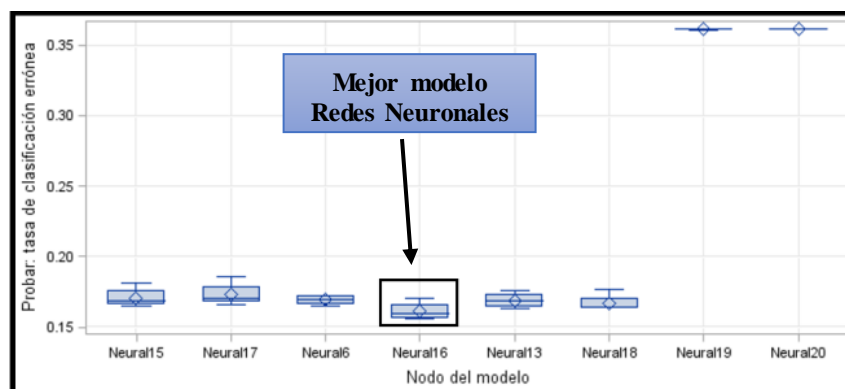 Mejor modelo
Redes Neuronales
Probar: tasa de clasificación errónea
0.35
0.30
0.25
0.20
0.15
Neural15 Neural17 Neural6 Neural16 Neural13 Neural18 Neural19 Neural20
Nodo del modelo